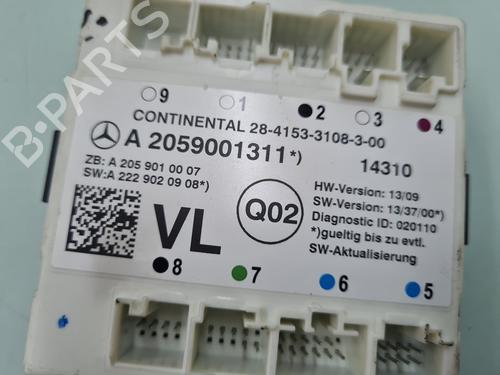 B-PARTS
9 1 2 3 4
CONTINENTAL 28-4153-3108-3-00
A 2059001311*)
14310
ZB: A 205 901 00 07
SW:A 222 902 09 08*)
HW-Version: 13/09
SW-Version: 13/37/00*)
Diagnostic ID: 020110
*)gueltig bis zu evtl.
SW-Aktualisierung
VL
Q02
8 7 6 5